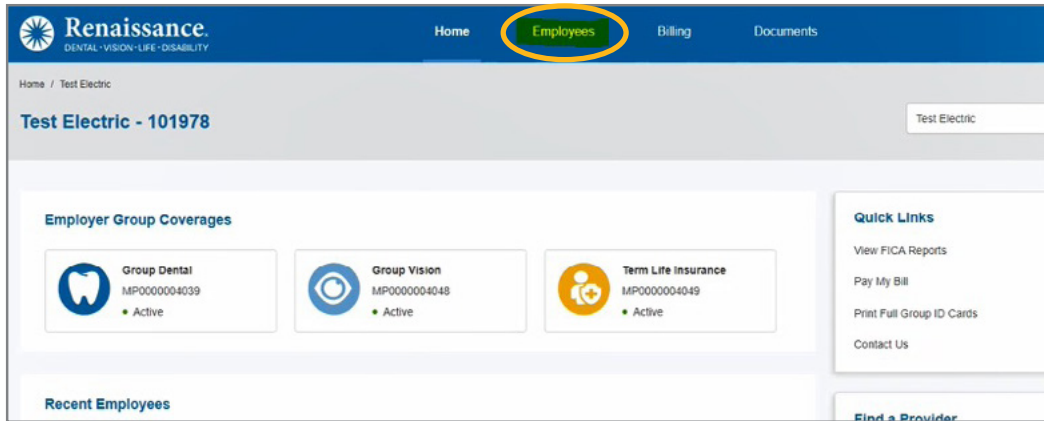 Renaissance.
DENTAL·VISION·LIFE·DISABILITY
Home Employees Billing Documents
Home / Test Electric
Test Electric - 101978
Test Electric
Employer Group Coverages
Group Dental
MP0000004039
• Active
Group Vision
MP0000004048
• Active
Term Life Insurance
MP0000004049
• Active
Recent Employees
Quick Links
View FICA Reports
Pay My Bill
Print Full Group ID Cards
Contact Us
Find a Provider